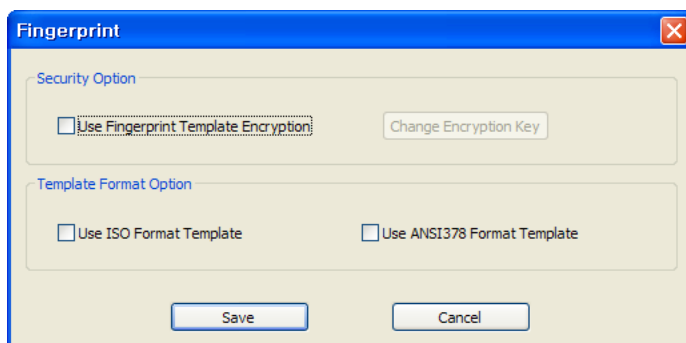 Fingerprint
Security Option
Use Fingerprint Template Encryption
Change Encryption Key
Template Format Option
Use ISO Format Template
Use ANSI378 Format Template
Save
Cancel